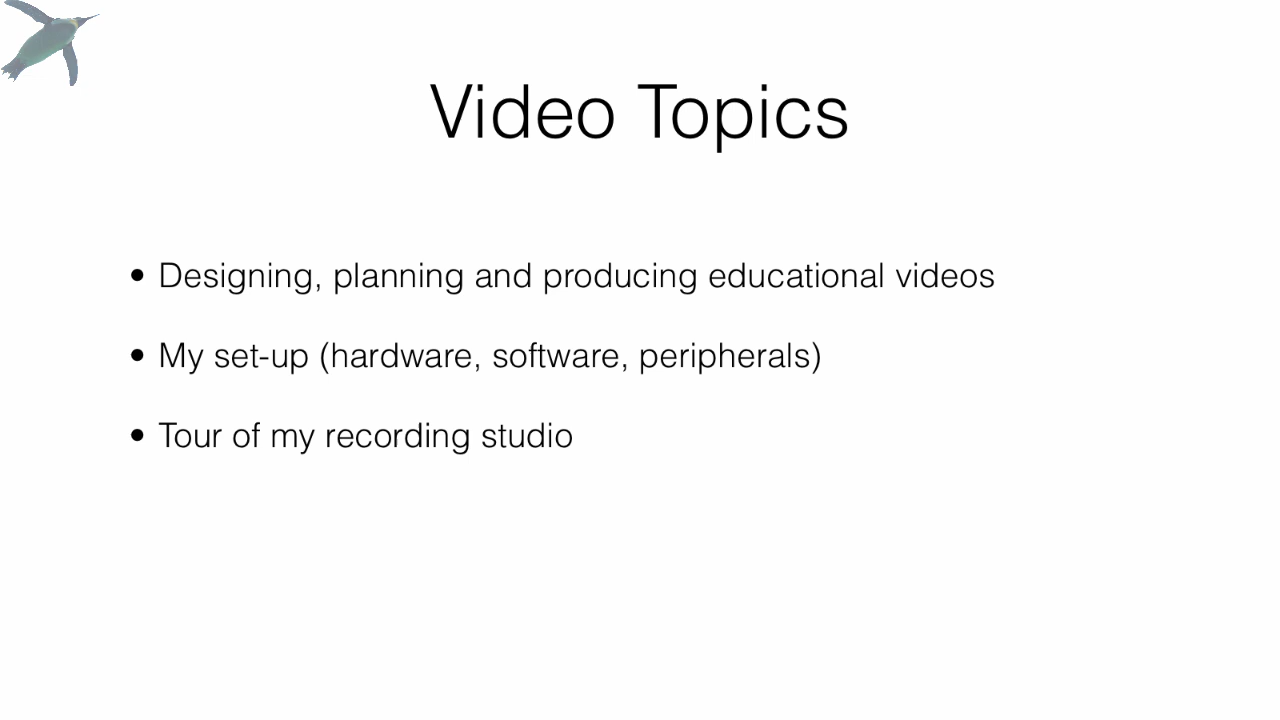 Video Topics
• Designing, planning and producing educational videos
• My set-up (hardware, software, peripherals)
• Tour of my recording studio